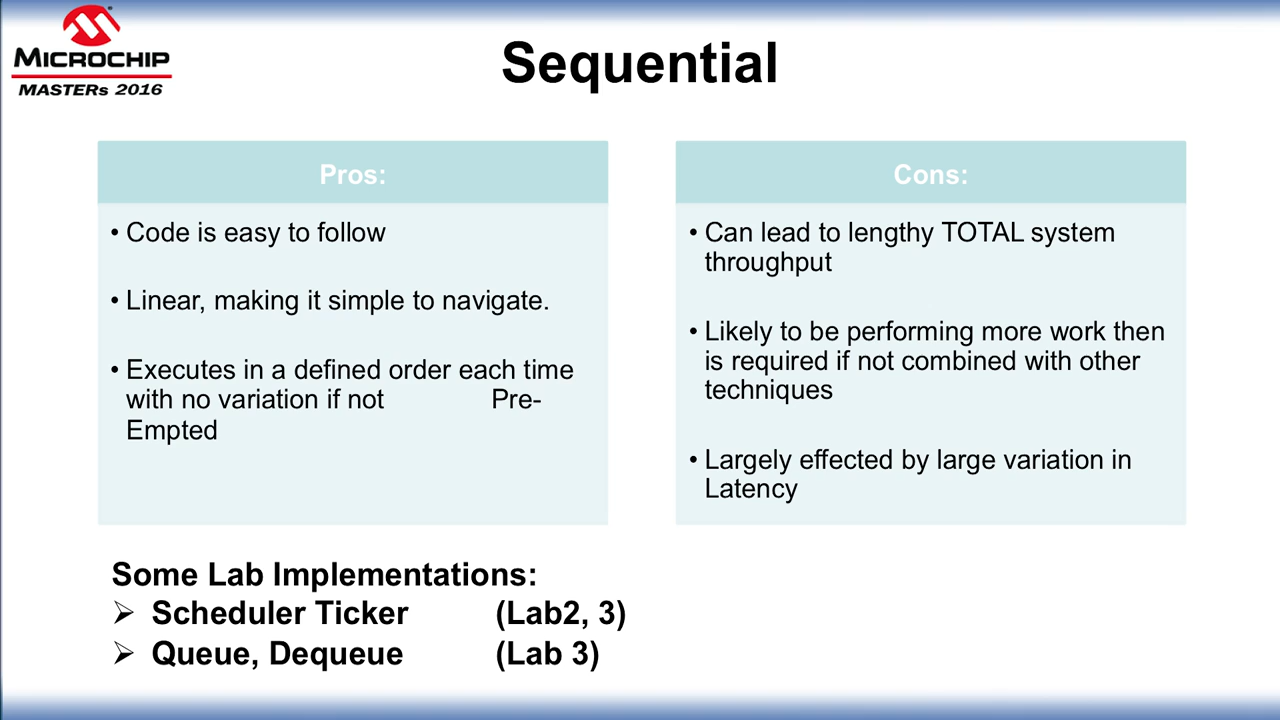 MICROCHIP
MASTERs 2016
Sequential
Pros:
• Code is easy to follow
• Linear, making it simple to navigate.
• Executes in a defined order each time
with no variation if not Pre-
Empted
Cons:
• Can lead to lengthy TOTAL system
throughput
• Likely to be performing more work then
is required if not combined with other
techniques
• Largely effected by large variation in
Latency
Some Lab Implementations:
➢ Scheduler Ticker (Lab2, 3)
➢ Queue, Dequeue (Lab 3)